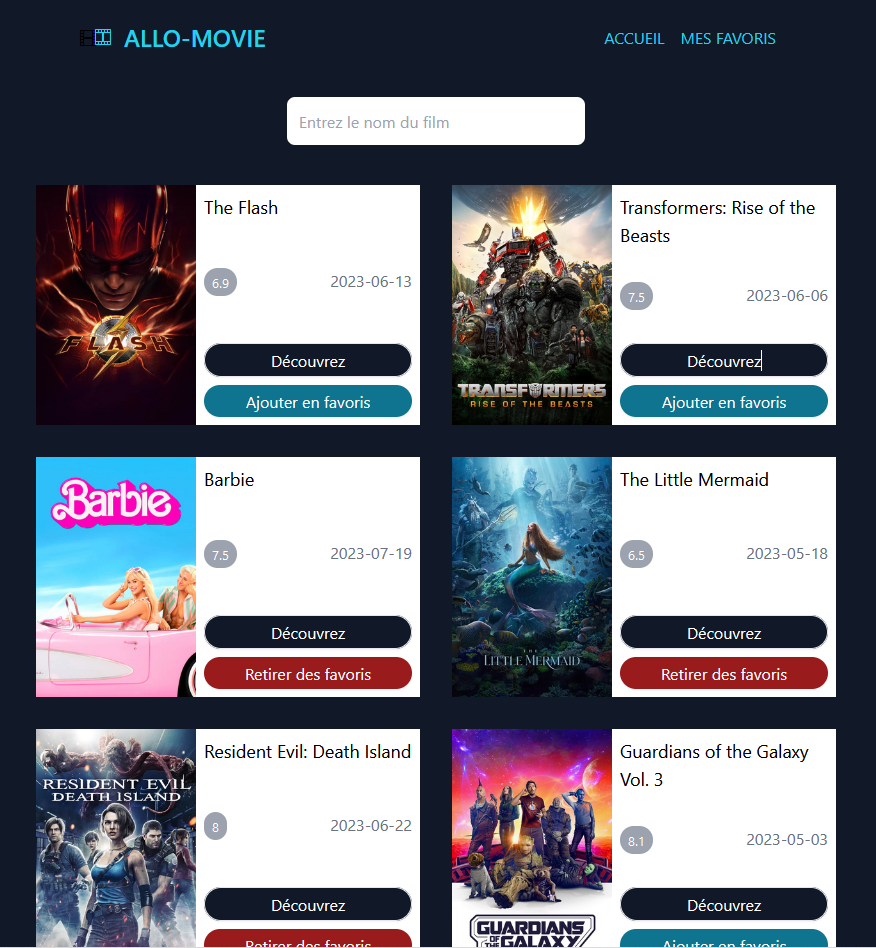 ALLO-MOVIE
ACCUEIL MES FAVORIS
Entrez le nom du film
FLASH
The Flash
6.9 2023-06-13
Découvrez
Ajouter en favoris
TRANSFORMERS
RISE OF THE BEASTS
Transformers: Rise of the
Beasts
7.5 2023-06-06
Découvrez
Ajouter en favoris
Barbie
Barbie
7.5 2023-07-19
Découvrez
Retirer des favoris
THE
LITTLE MERMAID
The Little Mermaid
6.5 2023-05-18
Découvrez
Retirer des favoris
RESIDENT EVIL
DEATH ISLAND
Resident Evil: Death Island
8 2023-06-22
Découvrez
Retirer des favoris
GUARDIANS
OF THE GALAXY
Guardians of the Galaxy
Vol. 3
8.1 2023-05-03
Découvrez
Ajouter en favoris